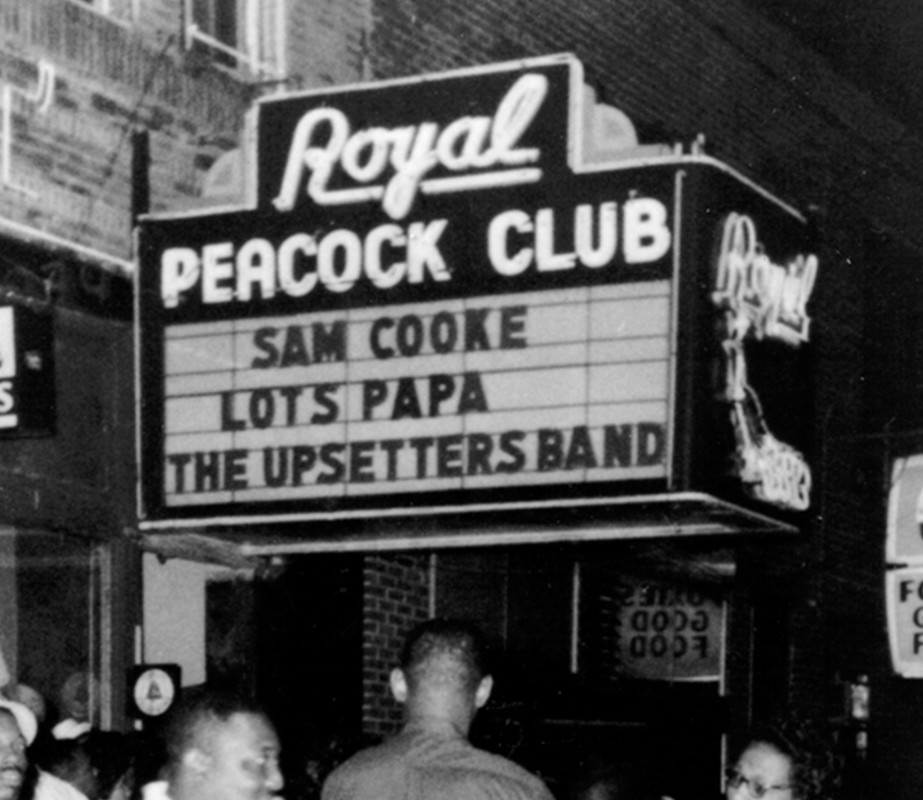 Royal
PEACOCK CLUB
SAM COOKE
LOTS PAPA
THE UPSETTERS BAND
Royal
GOOD
FOOD
S